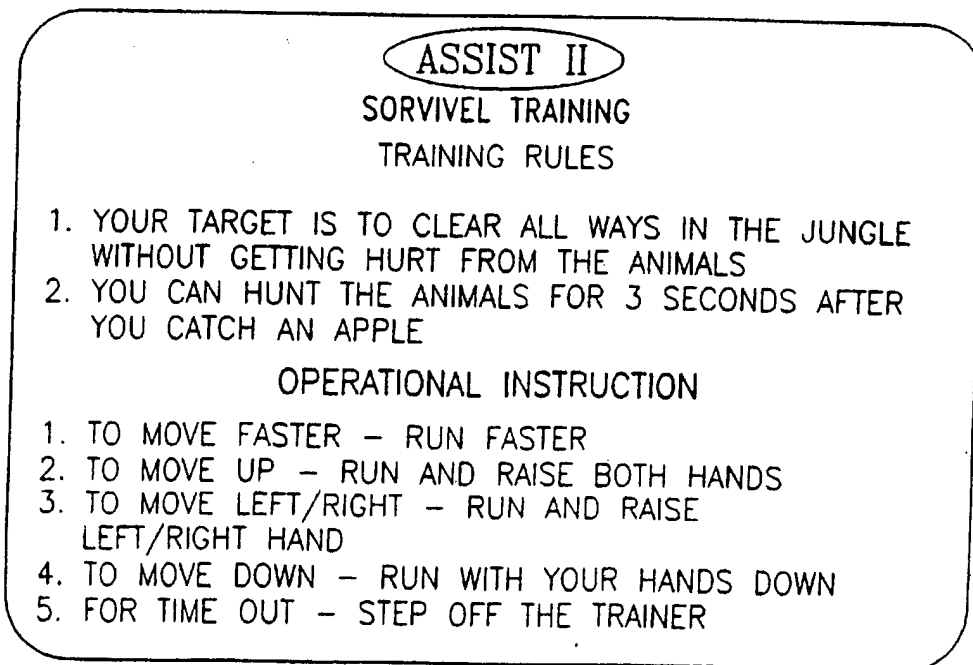 ASSIST II
SORVIVEL TRAINING
TRAINING RULES
1. YOUR TARGET IS TO CLEAR ALL WAYS IN THE JUNGLE
WITHOUT GETTING HURT FROM THE ANIMALS
2. YOU CAN HUNT THE ANIMALS FOR 3 SECONDS AFTER
YOU CATCH AN APPLE
OPERATIONAL INSTRUCTION
1. TO MOVE FASTER – RUN FASTER
2. TO MOVE UP – RUN AND RAISE BOTH HANDS
3. TO MOVE LEFT/RIGHT – RUN AND RAISE
LEFT/RIGHT HAND
4. TO MOVE DOWN – RUN WITH YOUR HANDS DOWN
5. FOR TIME OUT – STEP OFF THE TRAINER